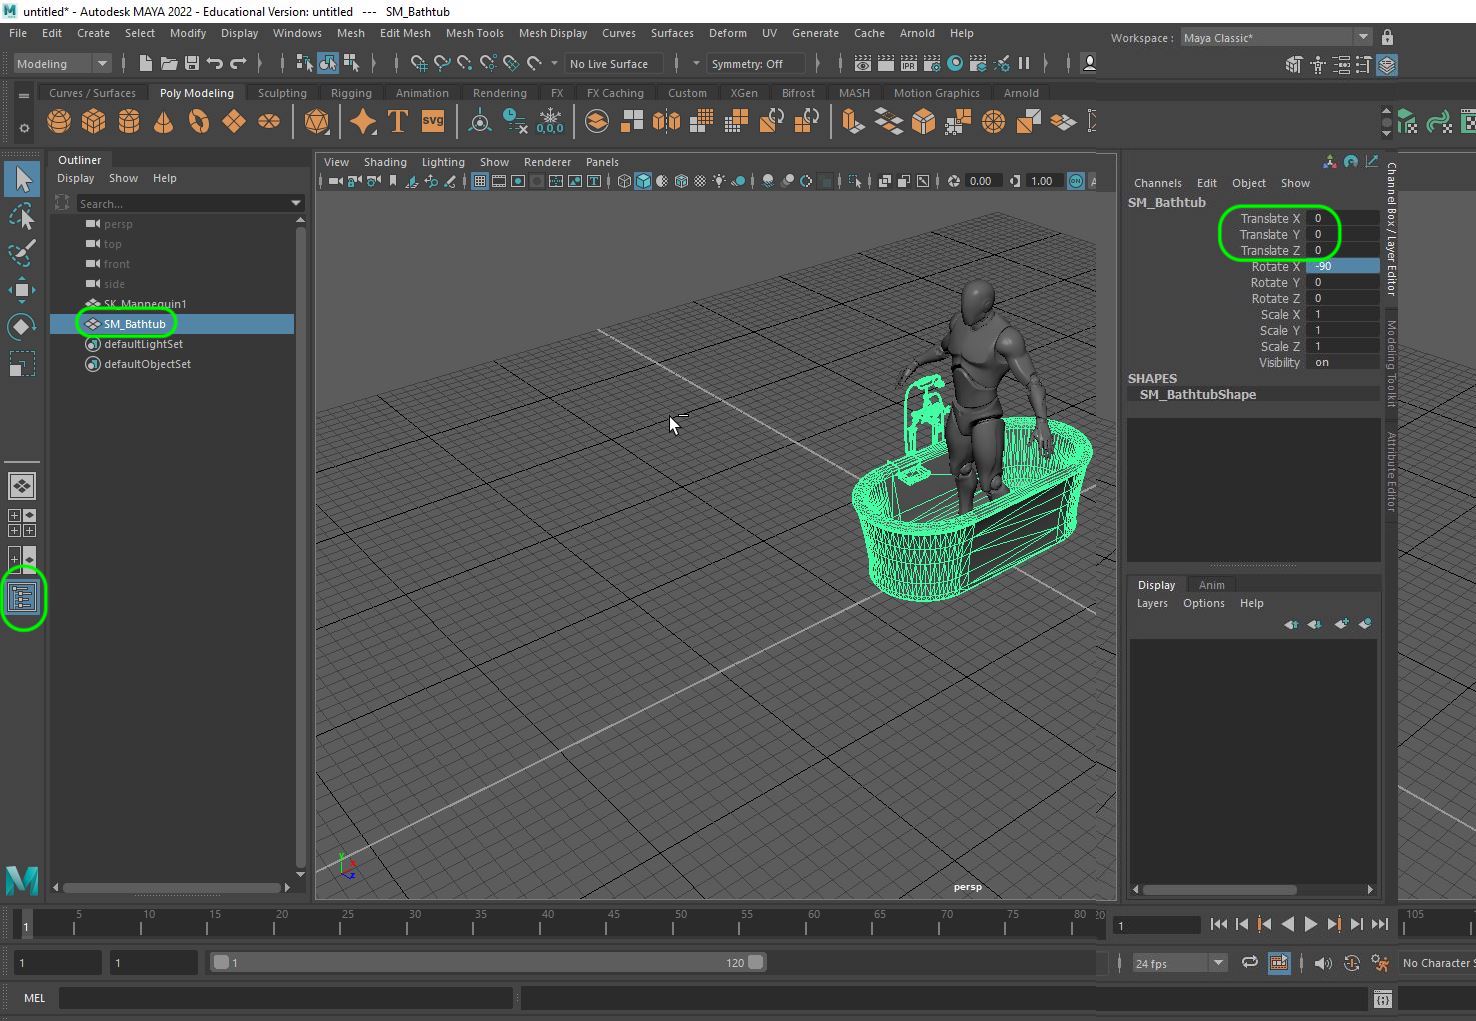 untitled* - Autodesk MAYA 2022 - Educational Version: untitled --- SM_Bathtub
File Edit Create Select Modify Display Windows Mesh Edit Mesh Mesh Tools Mesh Display Curves Surfaces Deform UV Generate Cache Arnold Help
Workspace : Maya Classic*
Modeling No Live Surface Symmetry: Off
Curves / Surfaces Poly Modeling Sculpting Rigging Animation Rendering FX FX Caching Custom XGen Bifrost MASH Motion Graphics Arnold
T svg 0,0,0 IPR
Outliner
Display Show Help
Search...
persp
top
front
side
SK_Mannequin1
SM_Bathtub
defaultLightSet
defaultObjectSet
View Shading Lighting Show Renderer Panels
0.00 1.00 ON
y
x
z
persp
Channels Edit Object Show
SM_Bathtub
Translate X 0
Translate Y 0
Translate Z 0
Rotate X -90
Rotate Y 0
Rotate Z 0
Scale X 1
Scale Y 1
Scale Z 1
Visibility on
SHAPES
SM_BathtubShape
Channel Box / Layer Editor
Modeling Toolkit
Attribute Editor
Display Anim
Layers Options Help
M
5 10 15 20 25 30 35 40 45 50 55 60 65 70 75 80 105
1 1
1 1 1 120 24 fps No Character S
MEL